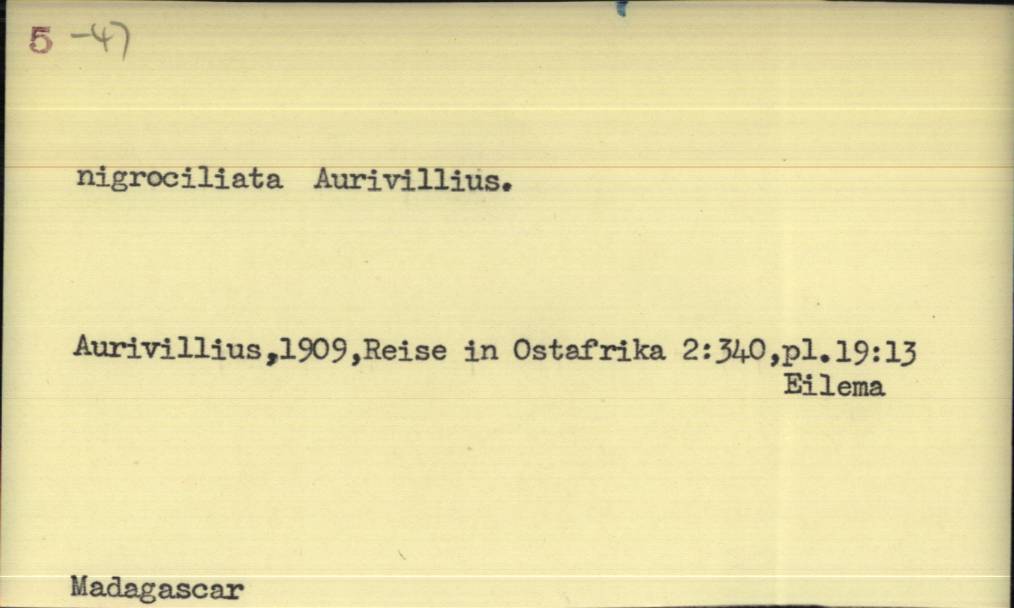 5 -47
nigrociliata Aurivillius.
Aurivillius,1909,Reise in Ostafrika 2:340,pl.19:13
Eilema
Madagascar